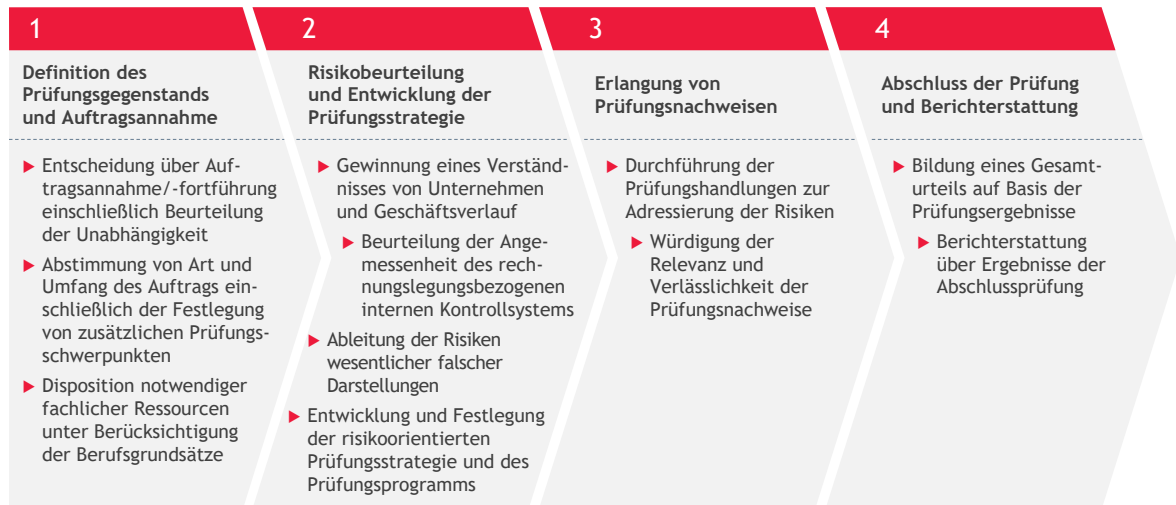 1
Definition des
Prüfungsgegenstands
und Auftragsannahme
▶ Entscheidung über Auf-
tragsannahme/-fortführung
einschließlich Beurteilung
der Unabhängigkeit
▶ Abstimmung von Art und
Umfang des Auftrags ein-
schließlich der Festlegung
von zusätzlichen Prüfungs-
schwerpunkten
▶ Disposition notwendiger
fachlicher Ressourcen
unter Berücksichtigung
der Berufsgrundsätze
2
Risikobeurteilung
und Entwicklung der
Prüfungsstrategie
▶ Gewinnung eines Verständ-
nisses von Unternehmen
und Geschäftsverlauf
▶ Beurteilung der Ange-
messenheit des rech-
nungslegungsbezogenen
internen Kontrollsystems
▶ Ableitung der Risiken
wesentlicher falscher
Darstellungen
▶ Entwicklung und Festlegung
der risikoorientierten
Prüfungsstrategie und des
Prüfungsprogramms
3
Erlangung von
Prüfungsnachweisen
▶ Durchführung der
Prüfungshandlungen zur
Adressierung der Risiken
▶ Würdigung der
Relevanz und
Verlässlichkeit der
Prüfungsnachweise
4
Abschluss der Prüfung
und Berichterstattung
▶ Bildung eines Gesamt-
urteils auf Basis der
Prüfungsergebnisse
▶ Berichterstattung
über Ergebnisse der
Abschlussprüfung